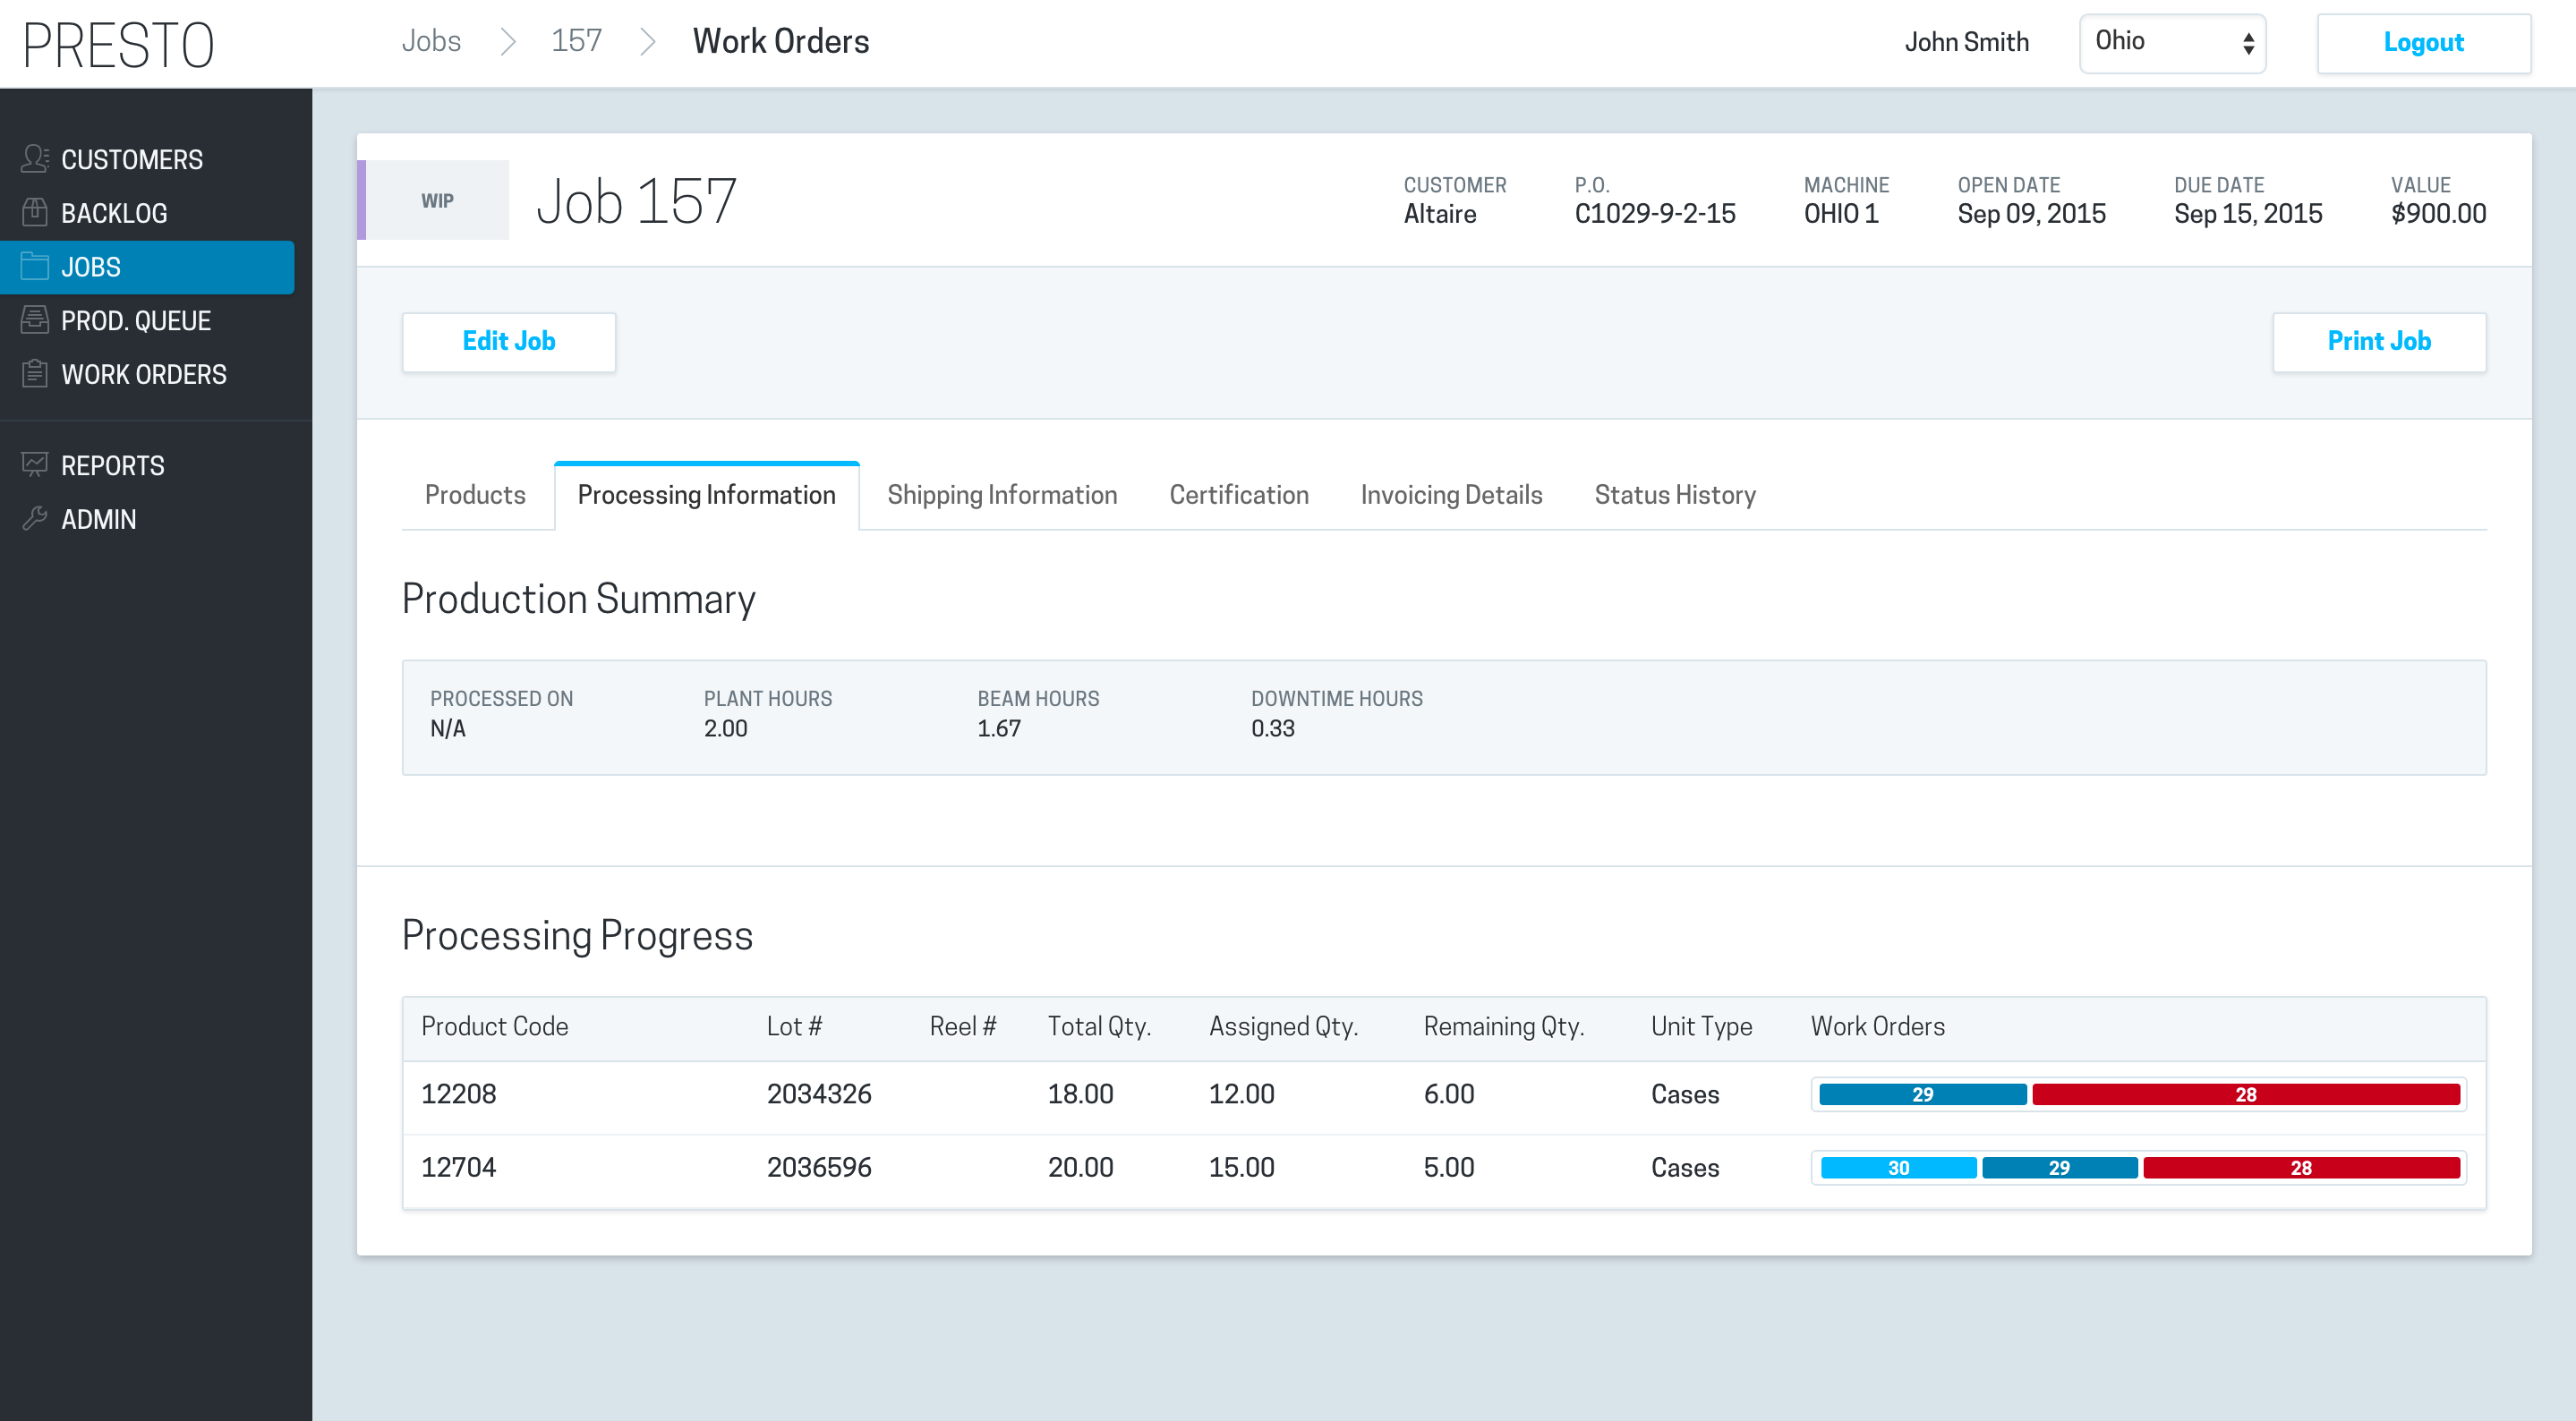 PRESTO
Jobs 157 Work Orders
John Smith Ohio Logout
CUSTOMERS
BACKLOG
JOBS
PROD. QUEUE
WORK ORDERS
REPORTS
ADMIN
WIP Job 157
CUSTOMER P.O. MACHINE OPEN DATE DUE DATE VALUE
Altaire C1029-9-2-15 OHIO 1 Sep 09, 2015 Sep 15, 2015 $900.00
Edit Job Print Job
Products Processing Information Shipping Information Certification Invoicing Details Status History
Production Summary
PROCESSED ON PLANT HOURS BEAM HOURS DOWNTIME HOURS
N/A 2.00 1.67 0.33
Processing Progress
Product Code Lot # Reel # Total Qty. Assigned Qty. Remaining Qty. Unit Type Work Orders
12208 2034326 18.00 12.00 6.00 Cases 29 28
12704 2036596 20.00 15.00 5.00 Cases 30 29 28